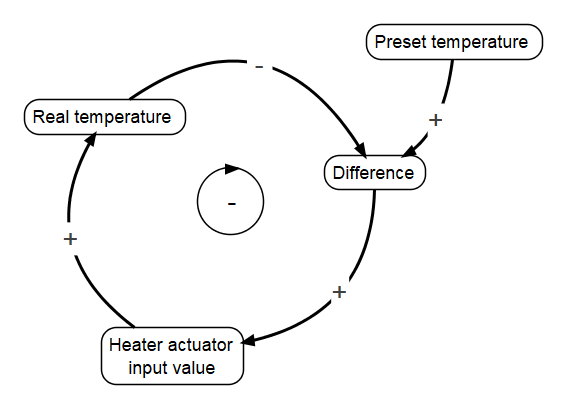 Preset temperature
-
Real temperature
+
Difference
-
+
+
Heater actuator
input value